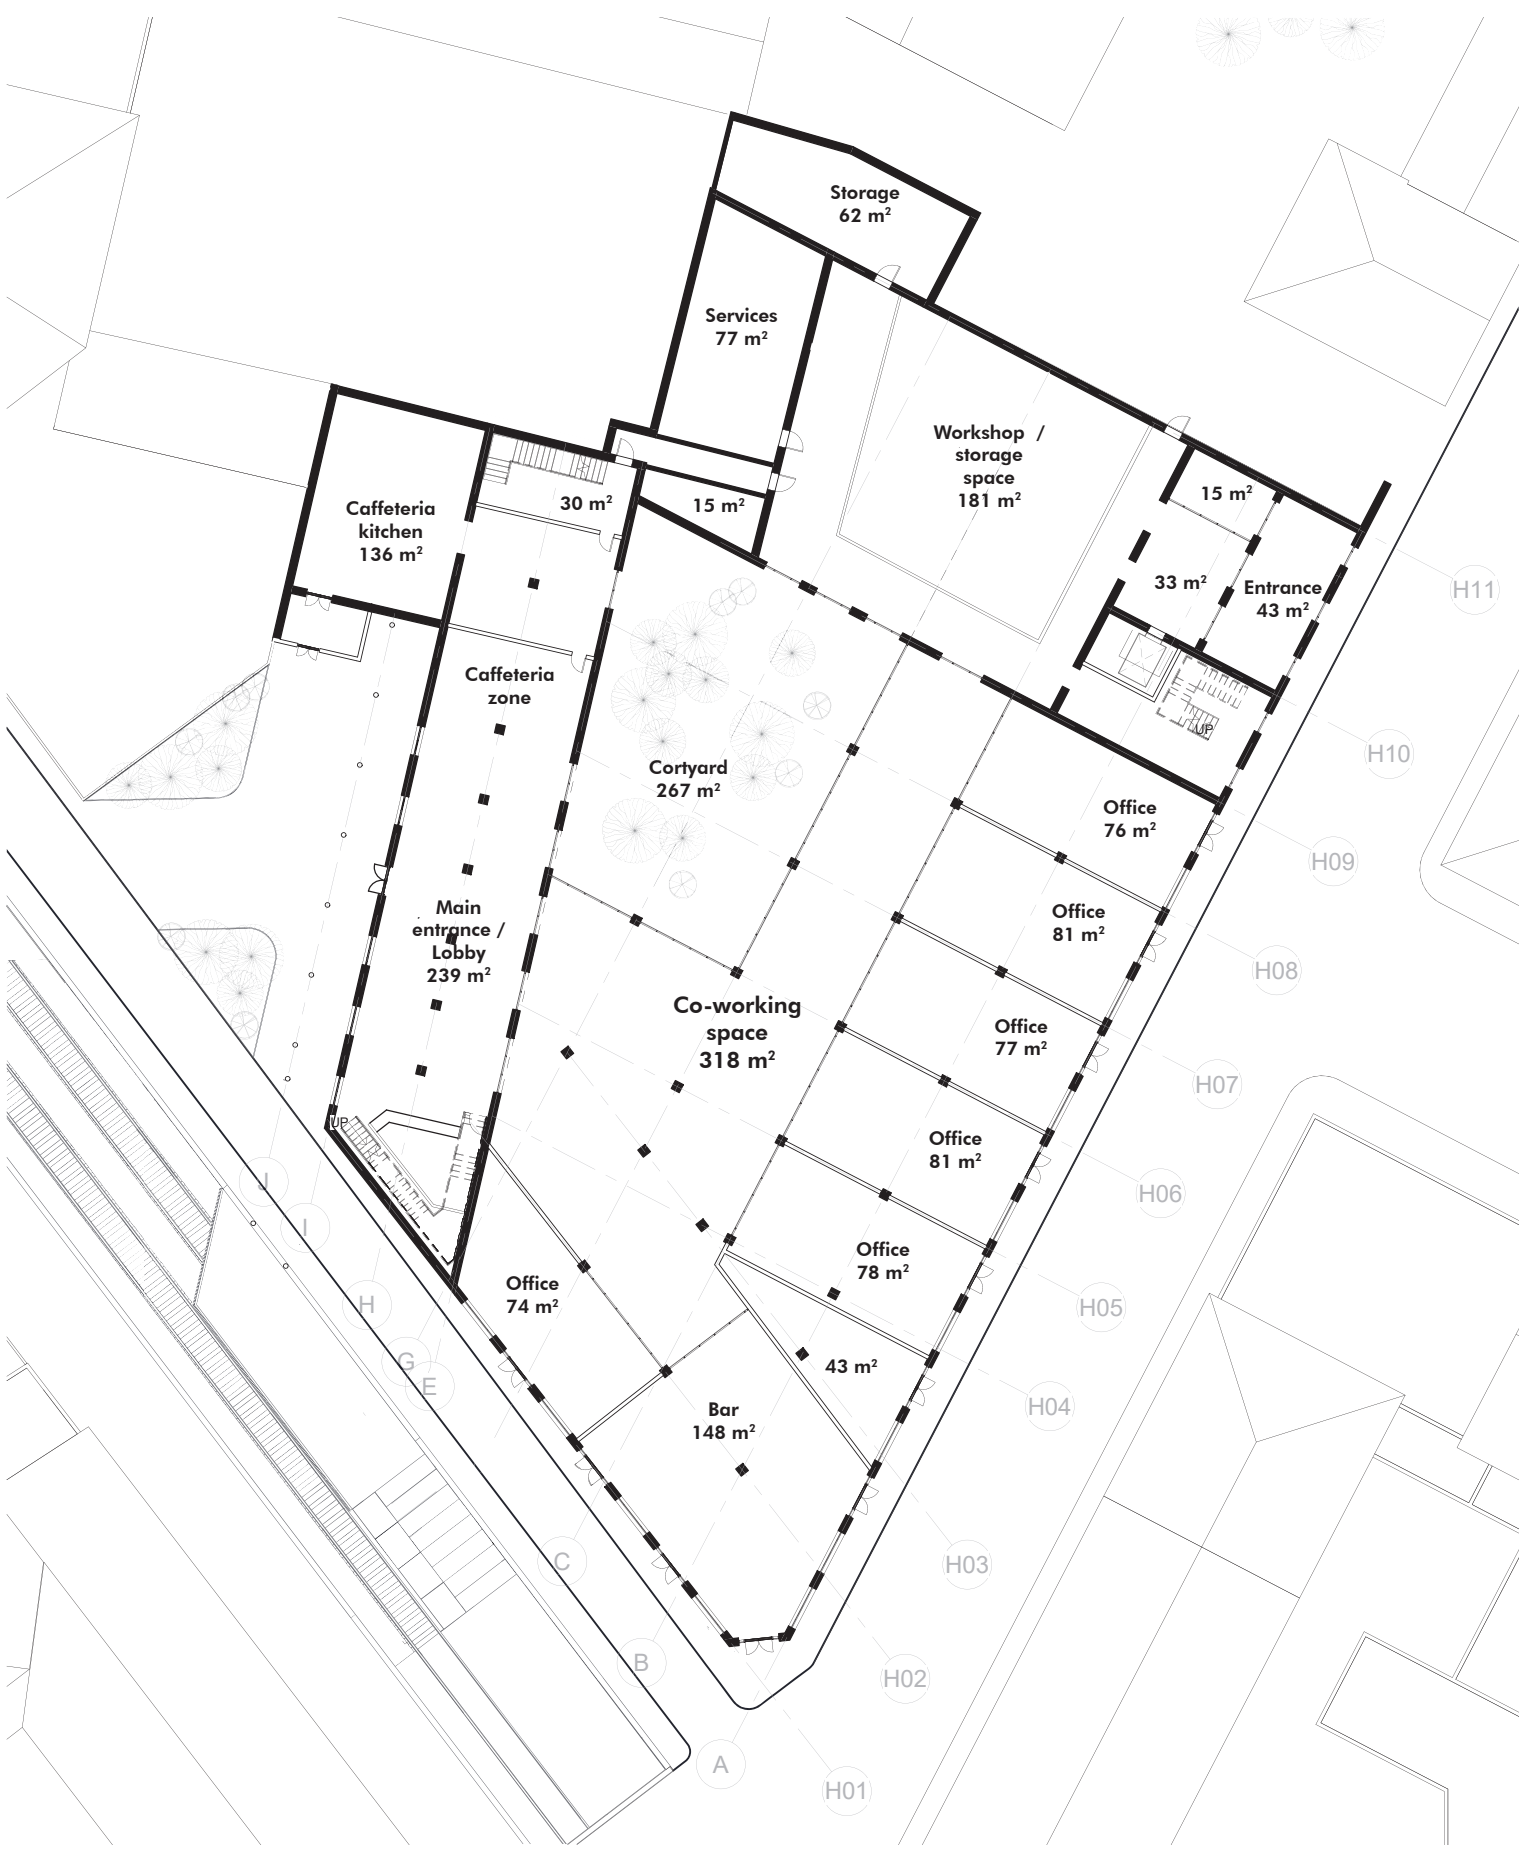 Storage
62 m²
Services
77 m²
Workshop /
storage
space
181 m²
Caffeteria
kitchen
136 m²
30 m²
15 m²
15 m²
33 m²
Entrance
43 m²
H11
Caffeteria
zone
UP
H10
Cortyard
267 m²
Office
76 m²
H09
Office
81 m²
H08
Main
entrance /
Lobby
239 m²
Co-working
space
318 m²
Office
77 m²
H07
UP
Office
81 m²
H06
J
I
H
G
E
Office
74 m²
Office
78 m²
H05
43 m²
H04
Bar
148 m²
C
H03
B
H02
A
H01